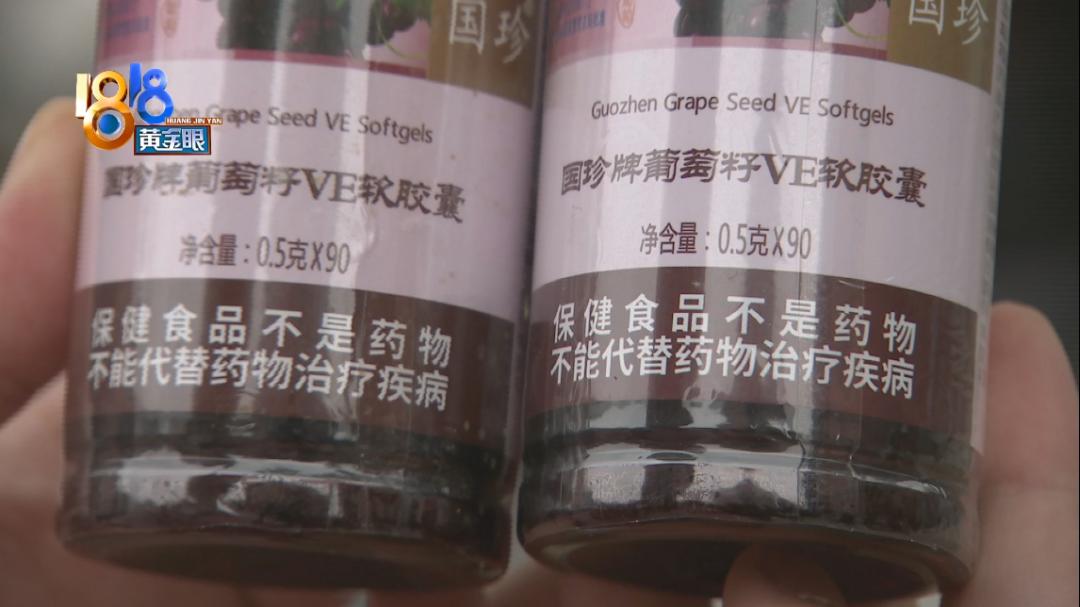 1818
HUANG JIN YAN
黄金眼
国珍
Grape Seed VE Softgels
国珍牌葡萄籽VE软胶囊
净含量：0.5克X90
保健食品不是药物
不能代替药物治疗疾病
国珍
Guozhen Grape Seed VE Softgels
国珍牌葡萄籽VE软胶囊
净含量：0.5克X90
保健食品不是药物
不能代替药物治疗疾病